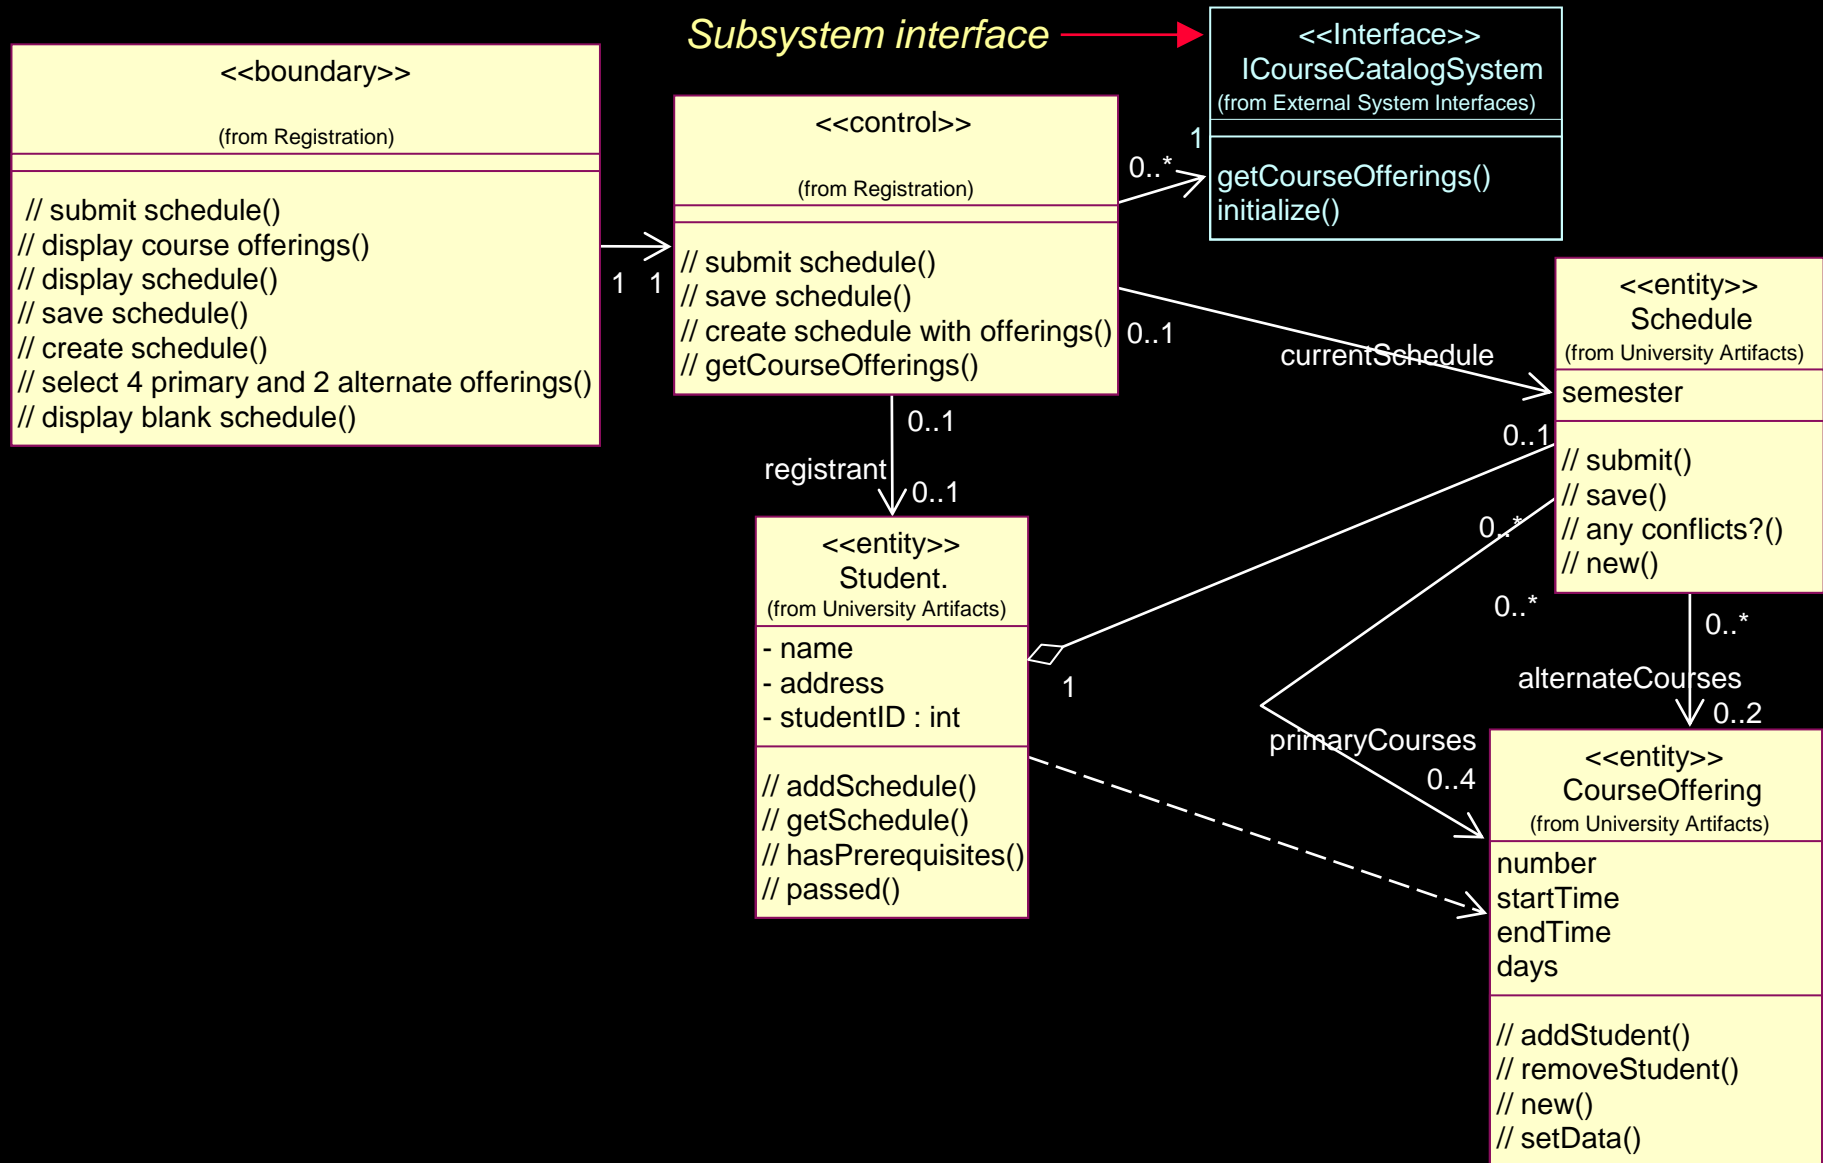 Subsystem interface
<<boundary>>
(from Registration)
// submit schedule()
// display course offerings()
// display schedule()
// save schedule()
// create schedule()
// select 4 primary and 2 alternate offerings()
// display blank schedule()
1 1
<<control>>
(from Registration)
// submit schedule()
// save schedule()
// create schedule with offerings()
// getCourseOfferings()
0..*
1
<<Interface>>
ICourseCatalogSystem
(from External System Interfaces)
getCourseOfferings()
initialize()
0..1
currentSchedule
0..1
registrant
0..1
<<entity>>
Schedule
(from University Artifacts)
semester
// submit()
// save()
// any conflicts?()
// new()
0..1
0..*
0..*
0..*
<<entity>>
Student.
(from University Artifacts)
- name
- address
- studentID : int
// addSchedule()
// getSchedule()
// hasPrerequisites()
// passed()
1
alternateCourses
0..2
primaryCourses
0..4
<<entity>>
CourseOffering
(from University Artifacts)
number
startTime
endTime
days
// addStudent()
// removeStudent()
// new()
// setData()